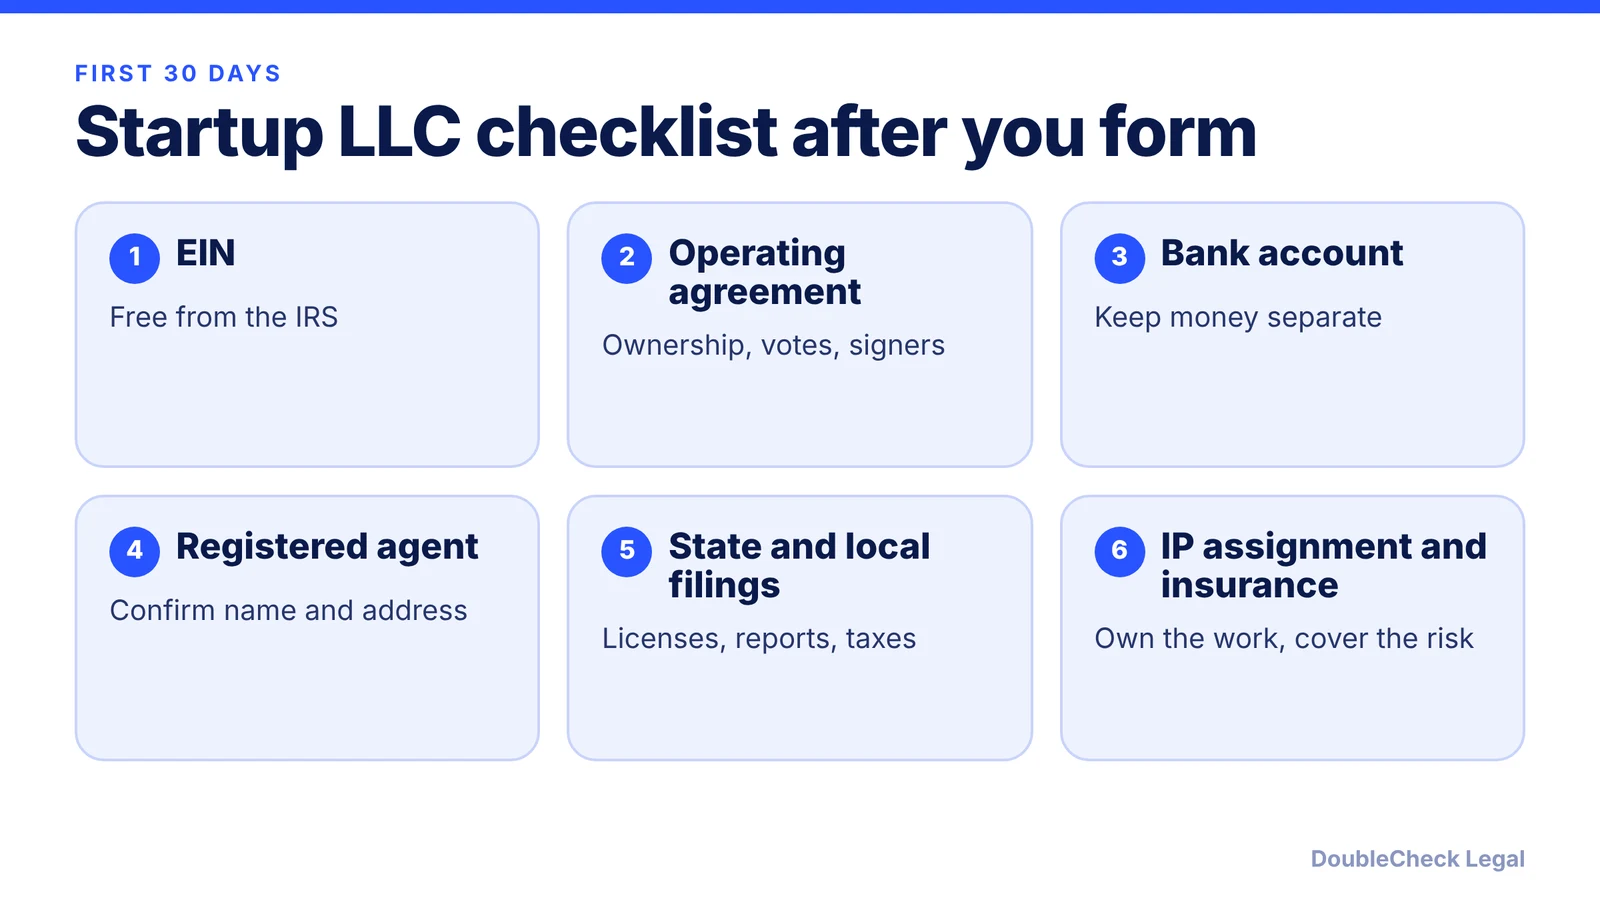 FIRST 30 DAYS
Startup LLC checklist after you form
1 EIN
Free from the IRS
2 Operating
agreement
Ownership, votes, signers
3 Bank account
Keep money separate
4 Registered agent
Confirm name and address
5 State and local
filings
Licenses, reports, taxes
6 IP assignment and
insurance
Own the work, cover the risk
DoubleCheck Legal